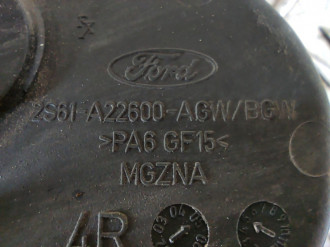 Ford
2S61-A22600-AGW/BGW
>PA6 GF15<
MGZNA
4R